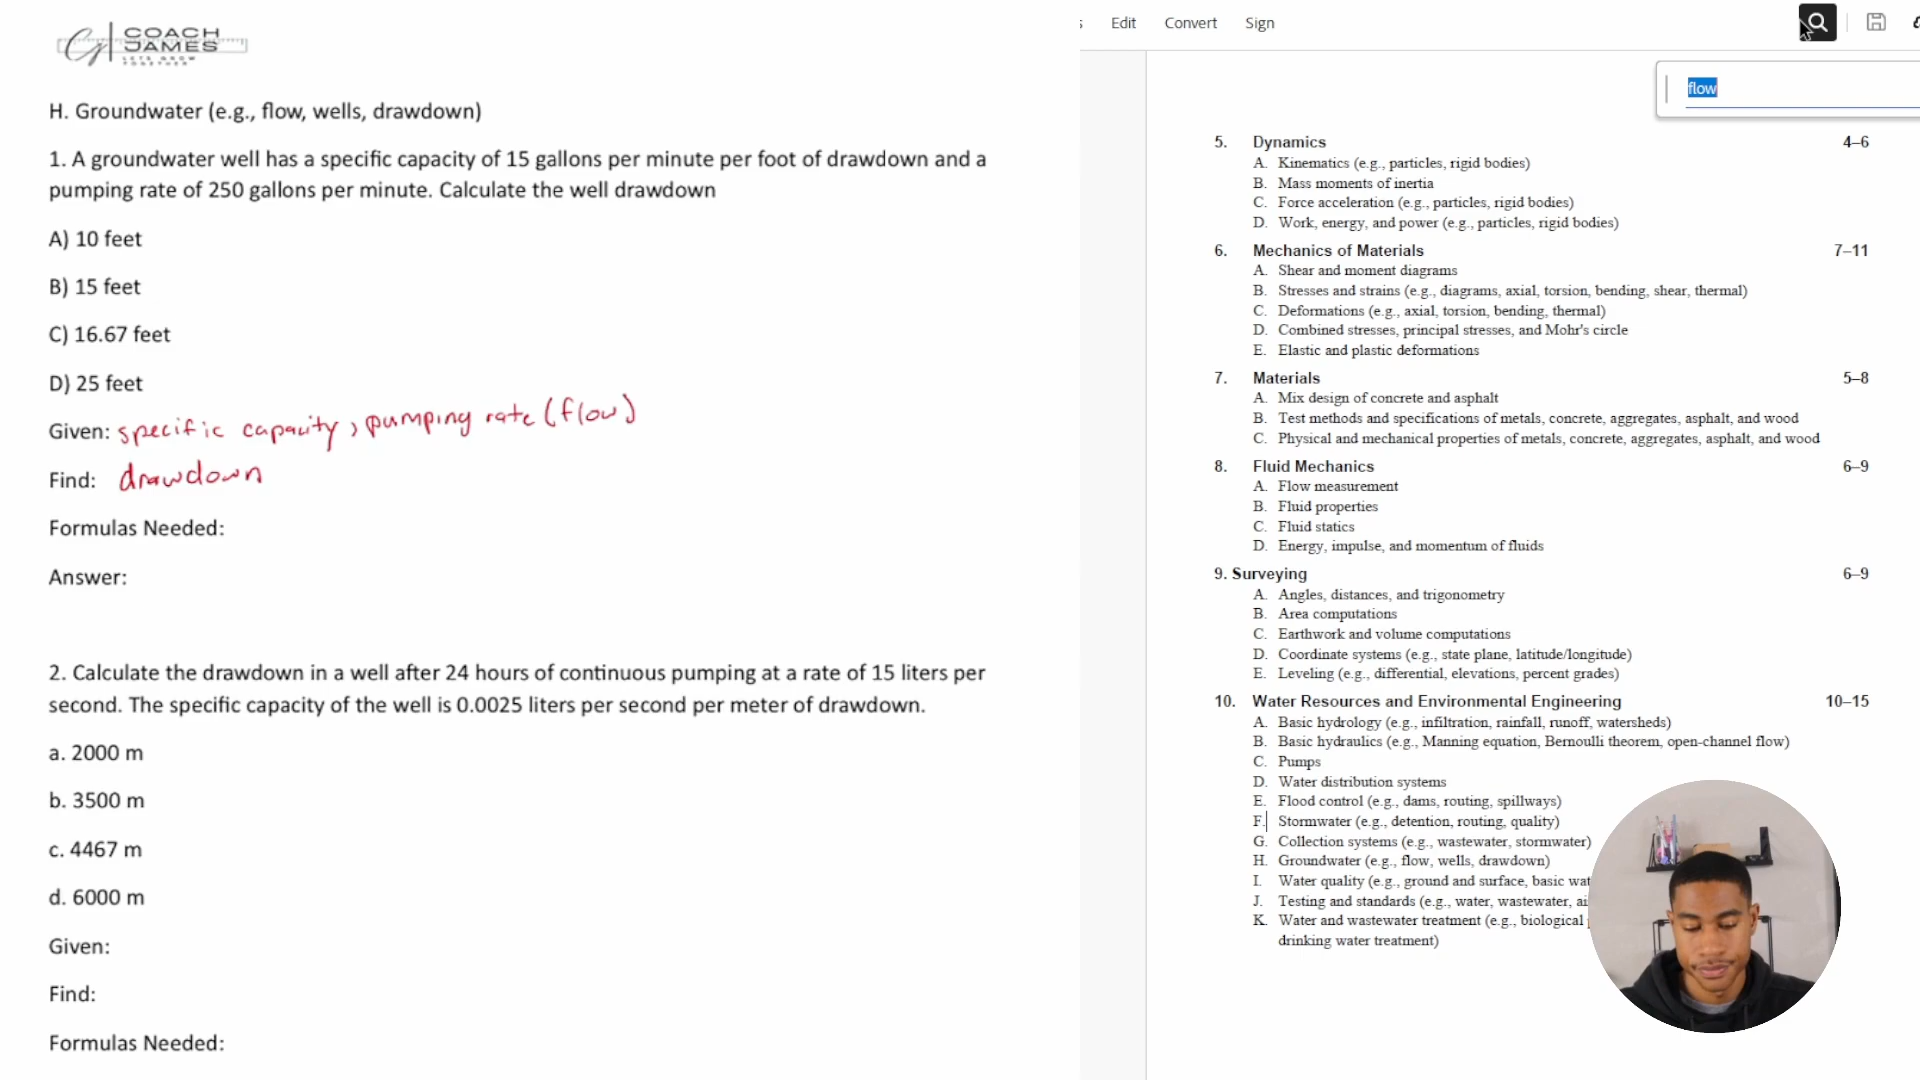 COACH
JAMES
LETS GROW
TOGETHER
H. Groundwater (e.g., flow, wells, drawdown)
1. A groundwater well has a specific capacity of 15 gallons per minute per foot of drawdown and a
pumping rate of 250 gallons per minute. Calculate the well drawdown
A) 10 feet
B) 15 feet
C) 16.67 feet
D) 25 feet
Given: specific capacity, pumping rate (flow)
Find: drawdown
Formulas Needed:
Answer:
2. Calculate the drawdown in a well after 24 hours of continuous pumping at a rate of 15 liters per
second. The specific capacity of the well is 0.0025 liters per second per meter of drawdown.
a. 2000 m
b. 3500 m
c. 4467 m
d. 6000 m
Given:
Find:
Formulas Needed:
Edit Convert Sign
flow
5. Dynamics 4–6
A. Kinematics (e.g., particles, rigid bodies)
B. Mass moments of inertia
C. Force acceleration (e.g., particles, rigid bodies)
D. Work, energy, and power (e.g., particles, rigid bodies)
6. Mechanics of Materials 7–11
A. Shear and moment diagrams
B. Stresses and strains (e.g., diagrams, axial, torsion, bending, shear, thermal)
C. Deformations (e.g., axial, torsion, bending, thermal)
D. Combined stresses, principal stresses, and Mohr's circle
E. Elastic and plastic deformations
7. Materials 5–8
A. Mix design of concrete and asphalt
B. Test methods and specifications of metals, concrete, aggregates, asphalt, and wood
C. Physical and mechanical properties of metals, concrete, aggregates, asphalt, and wood
8. Fluid Mechanics 6–9
A. Flow measurement
B. Fluid properties
C. Fluid statics
D. Energy, impulse, and momentum of fluids
9. Surveying 6–9
A. Angles, distances, and trigonometry
B. Area computations
C. Earthwork and volume computations
D. Coordinate systems (e.g., state plane, latitude/longitude)
E. Leveling (e.g., differential, elevations, percent grades)
10. Water Resources and Environmental Engineering 10–15
A. Basic hydrology (e.g., infiltration, rainfall, runoff, watersheds)
B. Basic hydraulics (e.g., Manning equation, Bernoulli theorem, open-channel flow)
C. Pumps
D. Water distribution systems
E. Flood control (e.g., dams, routing, spillways)
F. Stormwater (e.g., detention, routing, quality)
G. Collection systems (e.g., wastewater, stormwater)
H. Groundwater (e.g., flow, wells, drawdown)
I. Water quality (e.g., ground and surface, basic
J. Testing and standards (e.g., water, wastewater,
K. Water and wastewater treatment (e.g., biological
drinking water treatment)